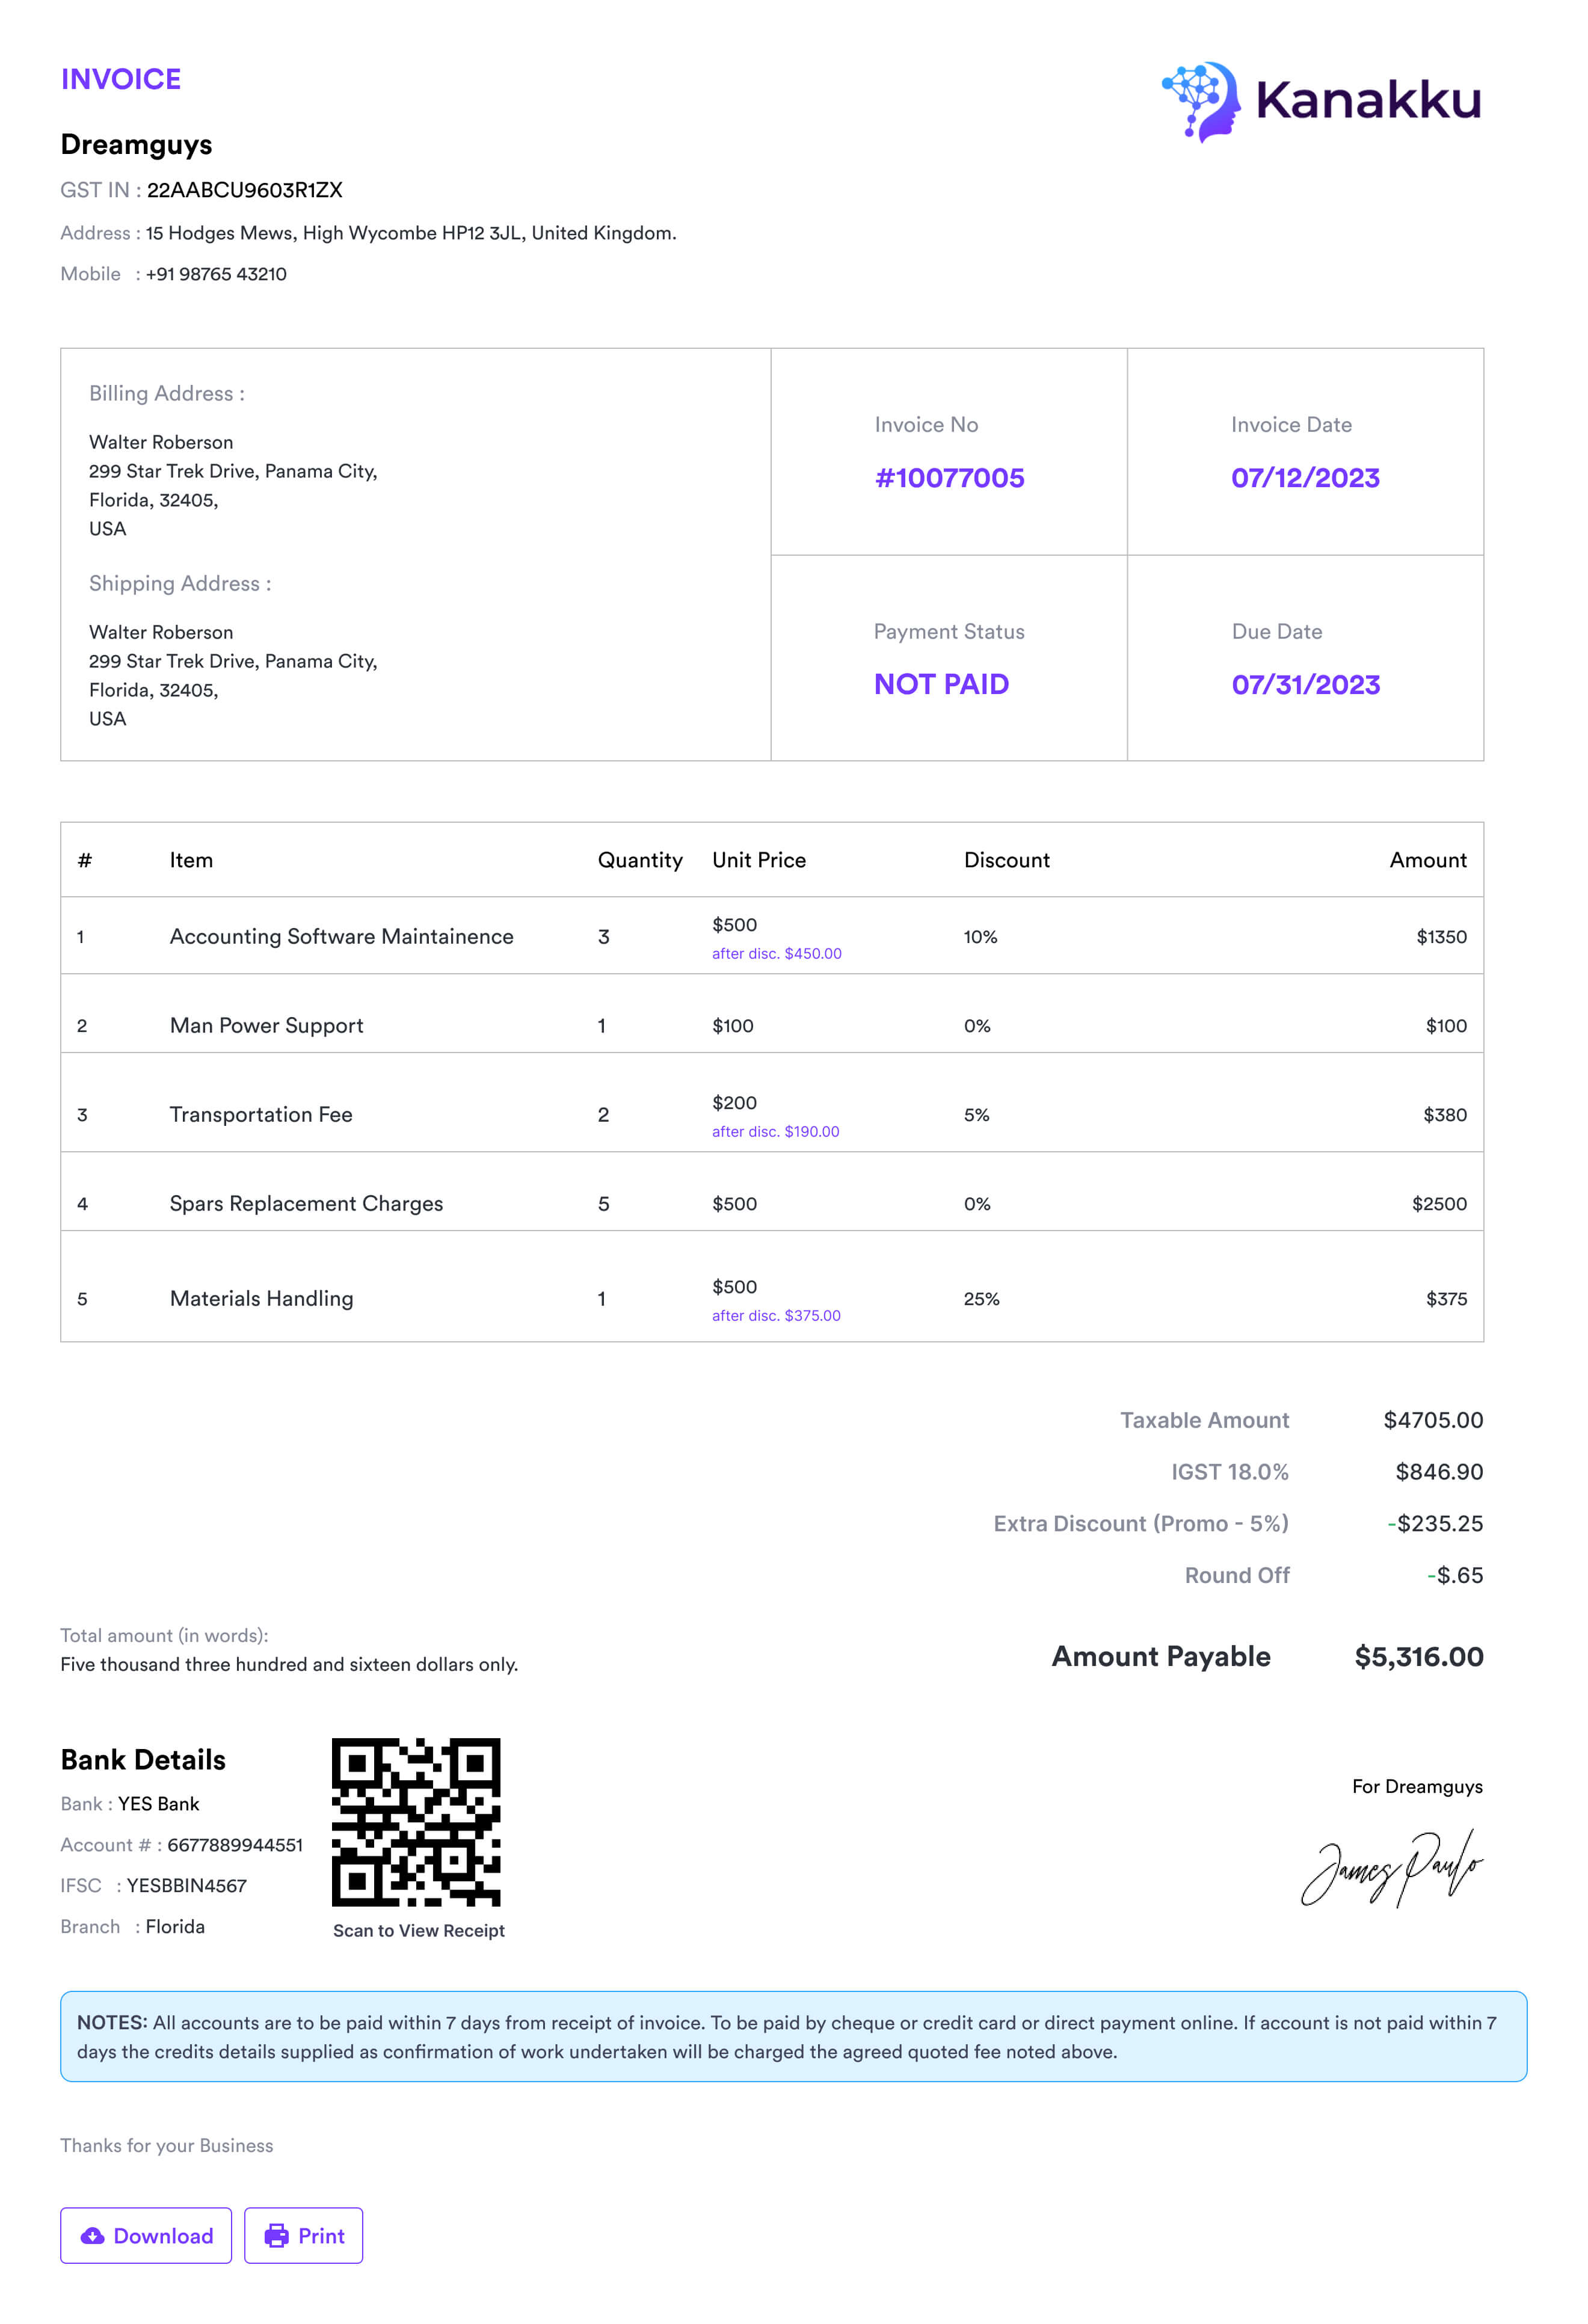 INVOICE
Kanakku
Dreamguys
GST IN : 22AABCU9603R1ZX
Address : 15 Hodges Mews, High Wycombe HP12 3JL, United Kingdom.
Mobile : +91 98765 43210
Billing Address :
Walter Roberson
299 Star Trek Drive, Panama City,
Florida, 32405,
USA
Shipping Address :
Walter Roberson
299 Star Trek Drive, Panama City,
Florida, 32405,
USA
Invoice No
#10077005
Invoice Date
07/12/2023
Payment Status
NOT PAID
Due Date
07/31/2023
# Item Quantity Unit Price Discount Amount
1 Accounting Software Maintainence 3 $500 10% $1350
after disc. $450.00
2 Man Power Support 1 $100 0% $100
3 Transportation Fee 2 $200 5% $380
after disc. $190.00
4 Spars Replacement Charges 5 $500 0% $2500
5 Materials Handling 1 $500 25% $375
after disc. $375.00
Taxable Amount $4705.00
IGST 18.0% $846.90
Extra Discount (Promo - 5%) -$235.25
Round Off -$.65
Total amount (in words):
Five thousand three hundred and sixteen dollars only.
Amount Payable $5,316.00
Bank Details
Bank : YES Bank
Account # : 6677889944551
IFSC : YESBBIN4567
Branch : Florida
Scan to View Receipt
For Dreamguys
James Paulo
NOTES: All accounts are to be paid within 7 days from receipt of invoice. To be paid by cheque or credit card or direct payment online. If account is not paid within 7
days the credits details supplied as confirmation of work undertaken will be charged the agreed quoted fee noted above.
Thanks for your Business
Download
Print